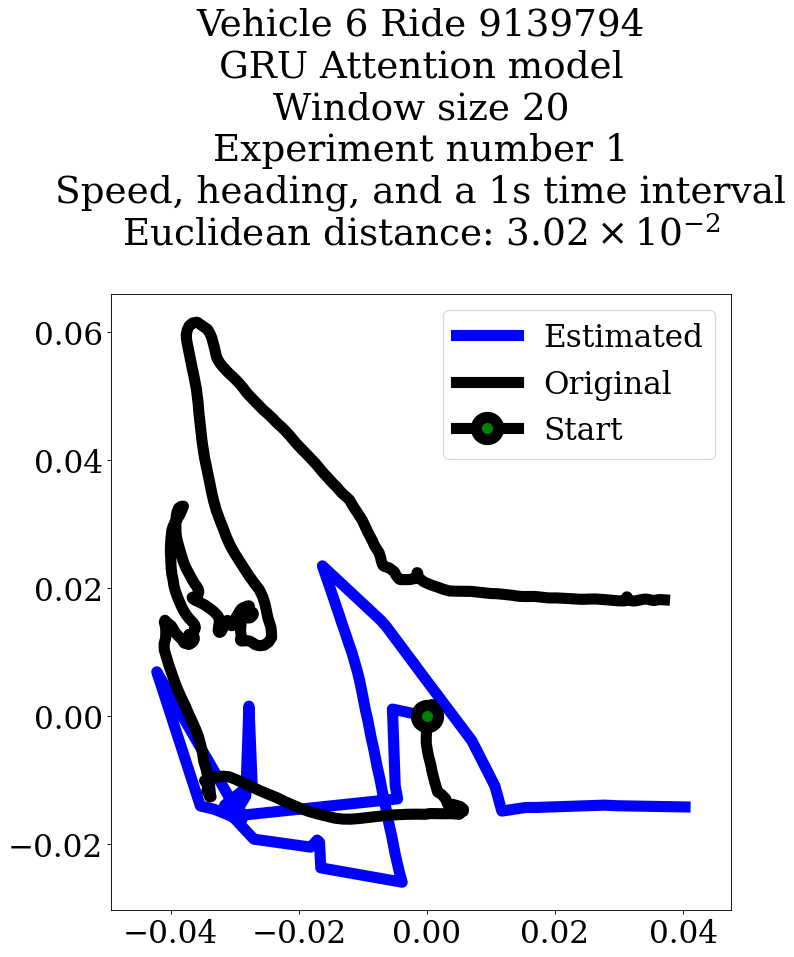 Vehicle 6 Ride 9139794
GRU Attention model
Window size 20
Experiment number 1
Speed, heading, and a 1s time interval
Euclidean distance: 3.02 × 10⁻²
Estimated
Original
Start
0.06
0.04
0.02
0.00
−0.02
−0.04
−0.02
0.00
0.02
0.04